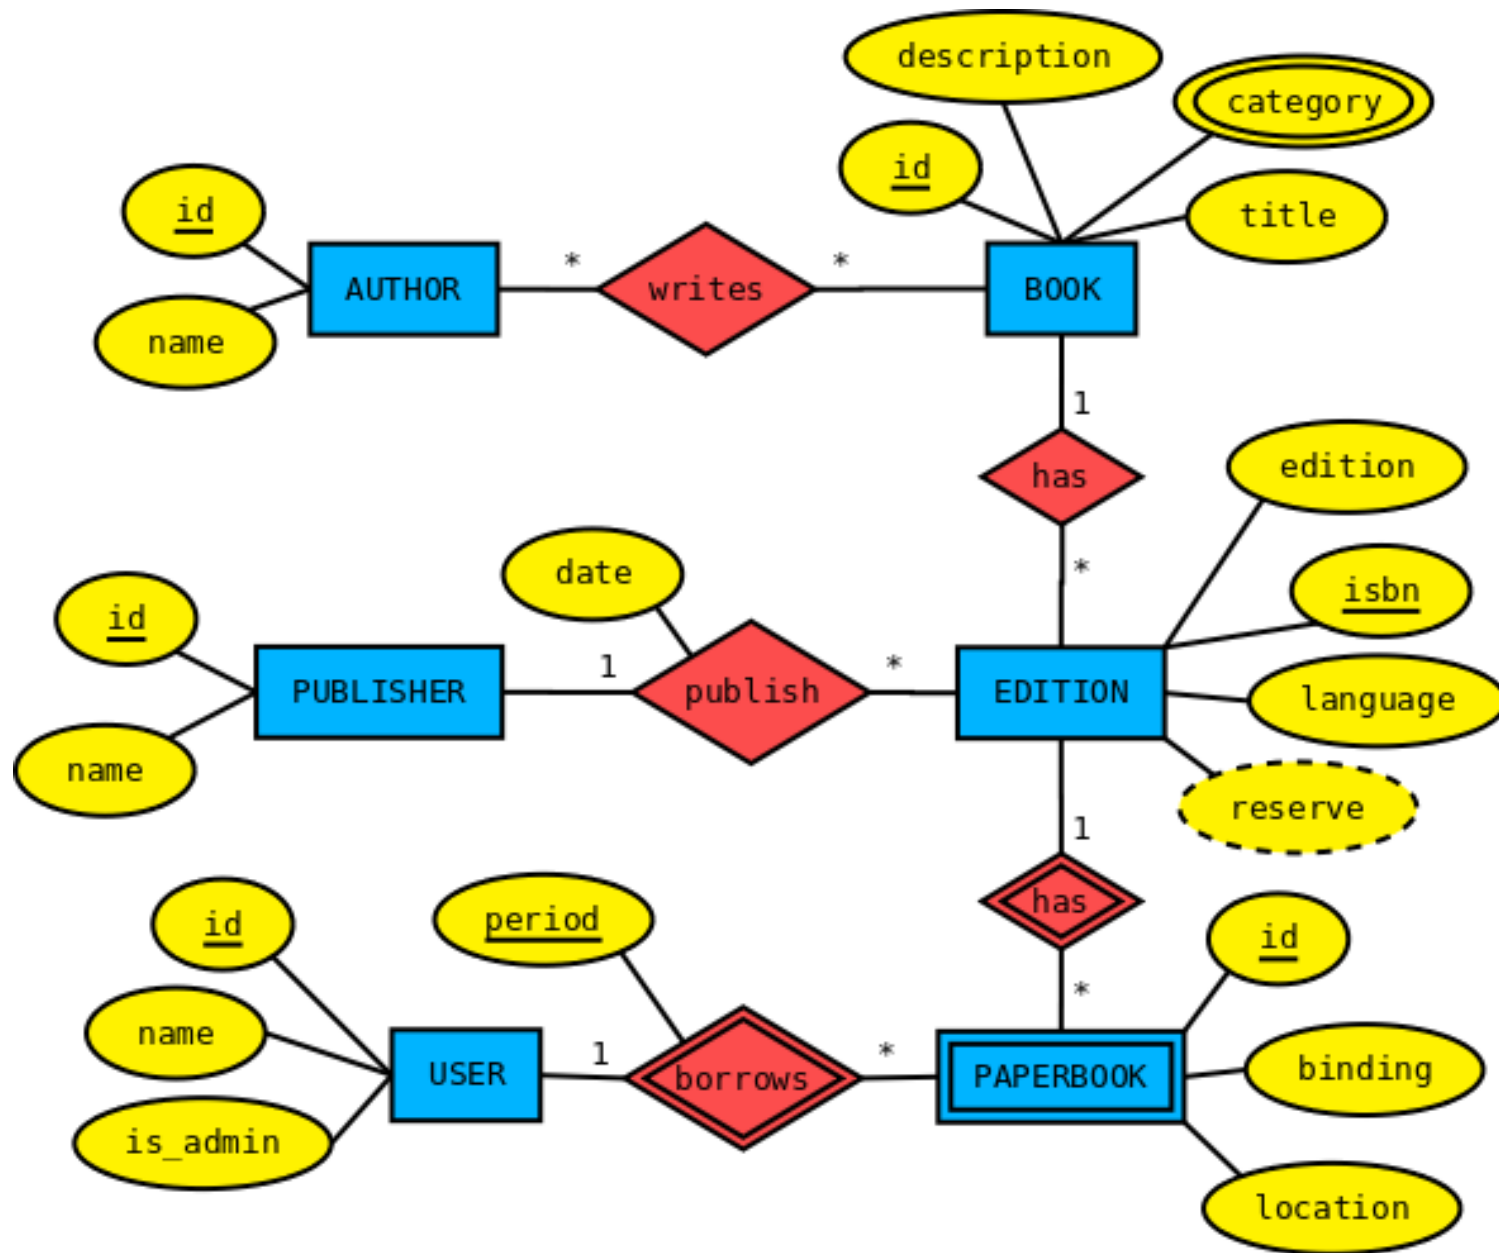 description
category
id
title
id
name
AUTHOR
*
writes
*
BOOK
1
has
*
edition
isbn
language
reserve
date
id
name
PUBLISHER
1
publish
*
EDITION
1
has
*
id
name
is_admin
period
USER
1
borrows
*
PAPERBOOK
id
binding
location